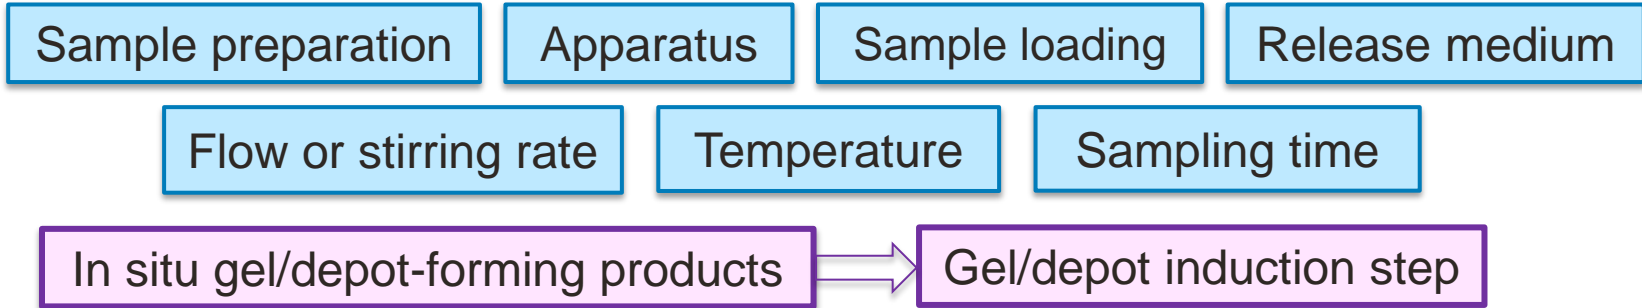 Sample preparation Apparatus Sample loading Release medium
Flow or stirring rate Temperature Sampling time
In situ gel/depot-forming products Gel/depot induction step